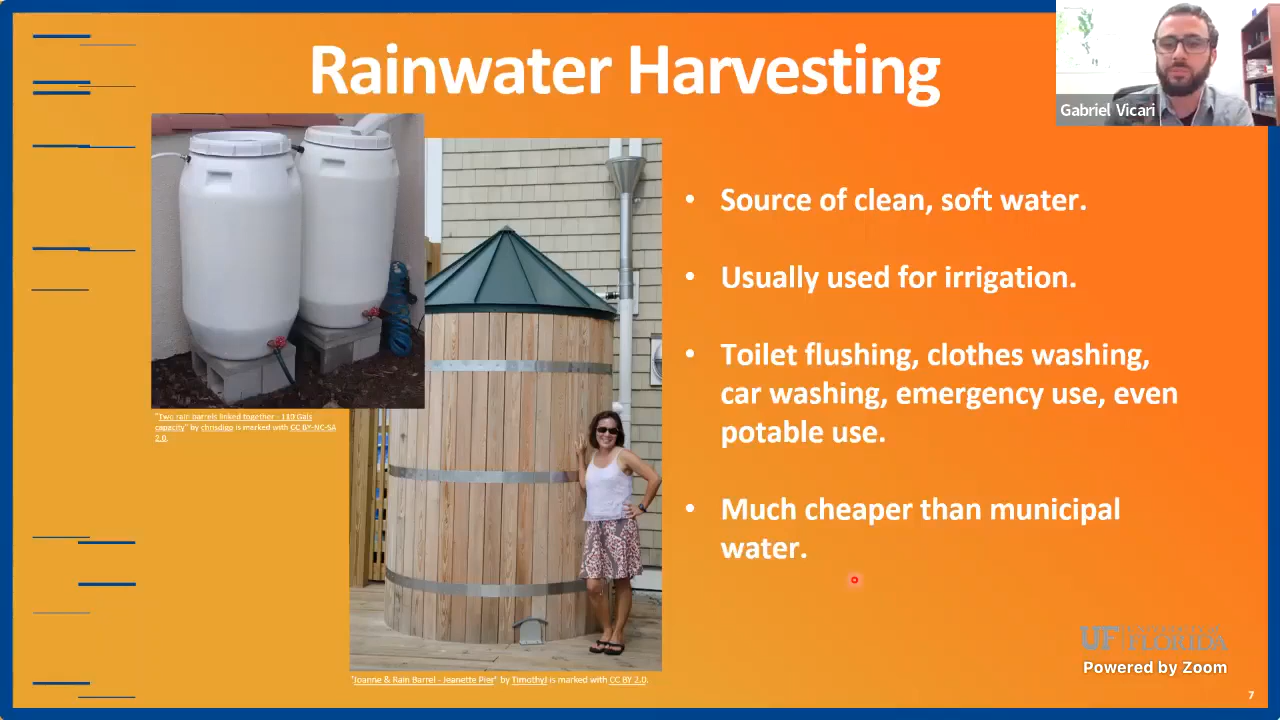 Rainwater Harvesting
Gabriel Vicari
• Source of clean, soft water.
• Usually used for irrigation.
• Toilet flushing, clothes washing,
car washing, emergency use, even
potable use.
• Much cheaper than municipal
water.
"Two rain barrels linked together - 110 Gals
capacity" by chrisdigo is marked with CC BY-NC-SA
2.0.
"Joanne & Rain Barrel - Jeanette Pier" by TimothyJ is marked with CC BY 2.0.
UF UNIVERSITY of
FLORIDA
Powered by Zoom
7